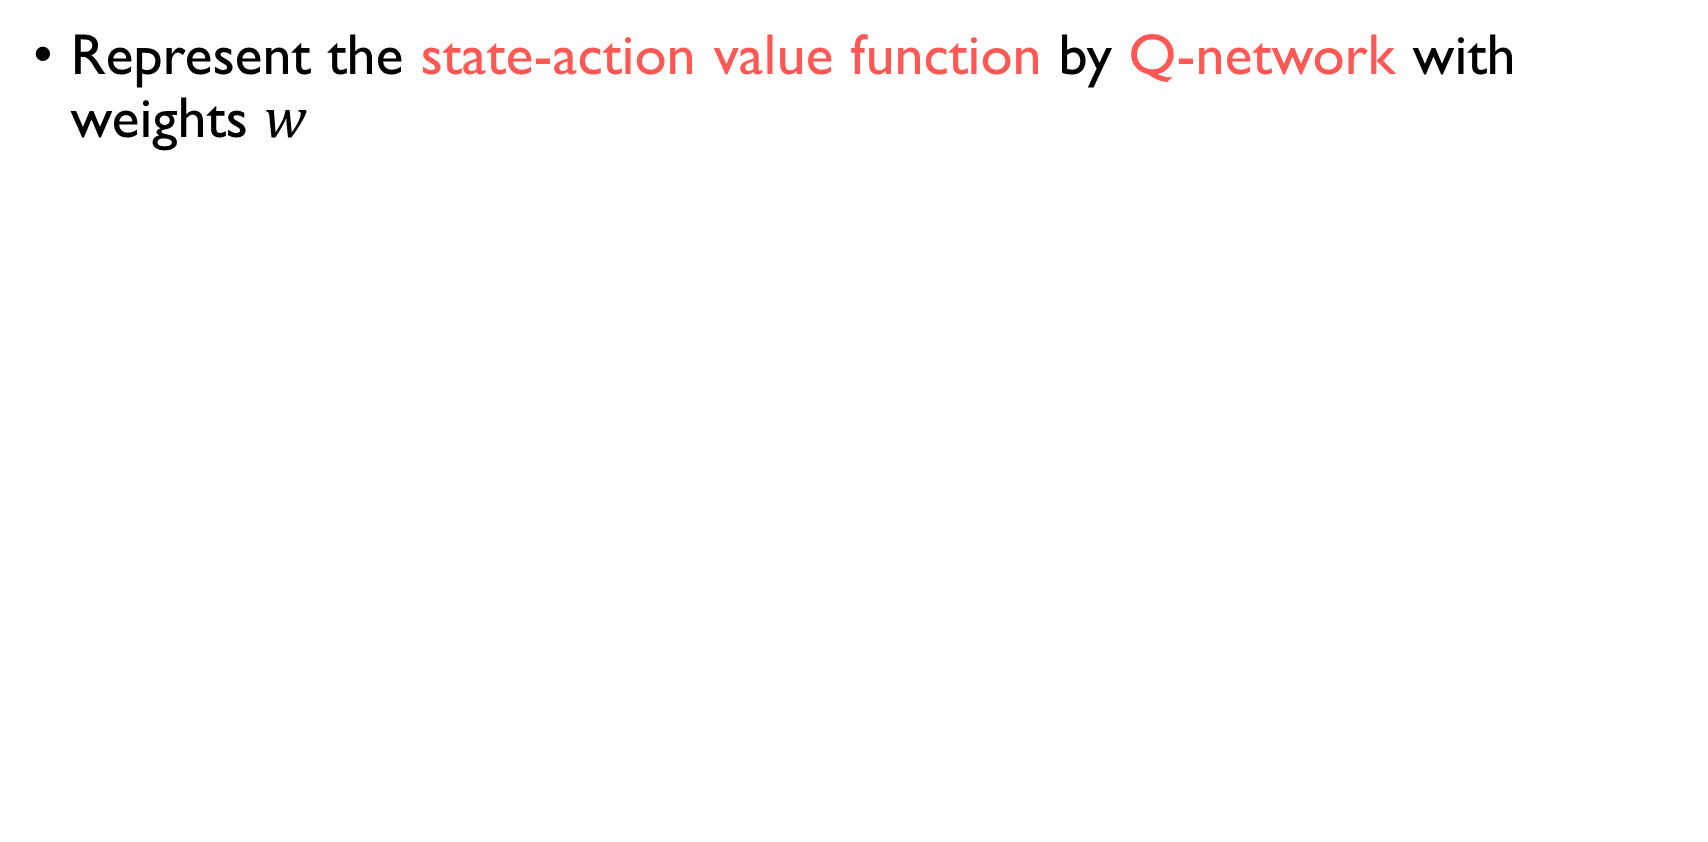 • Represent the state-action value function by Q-network with
weights w